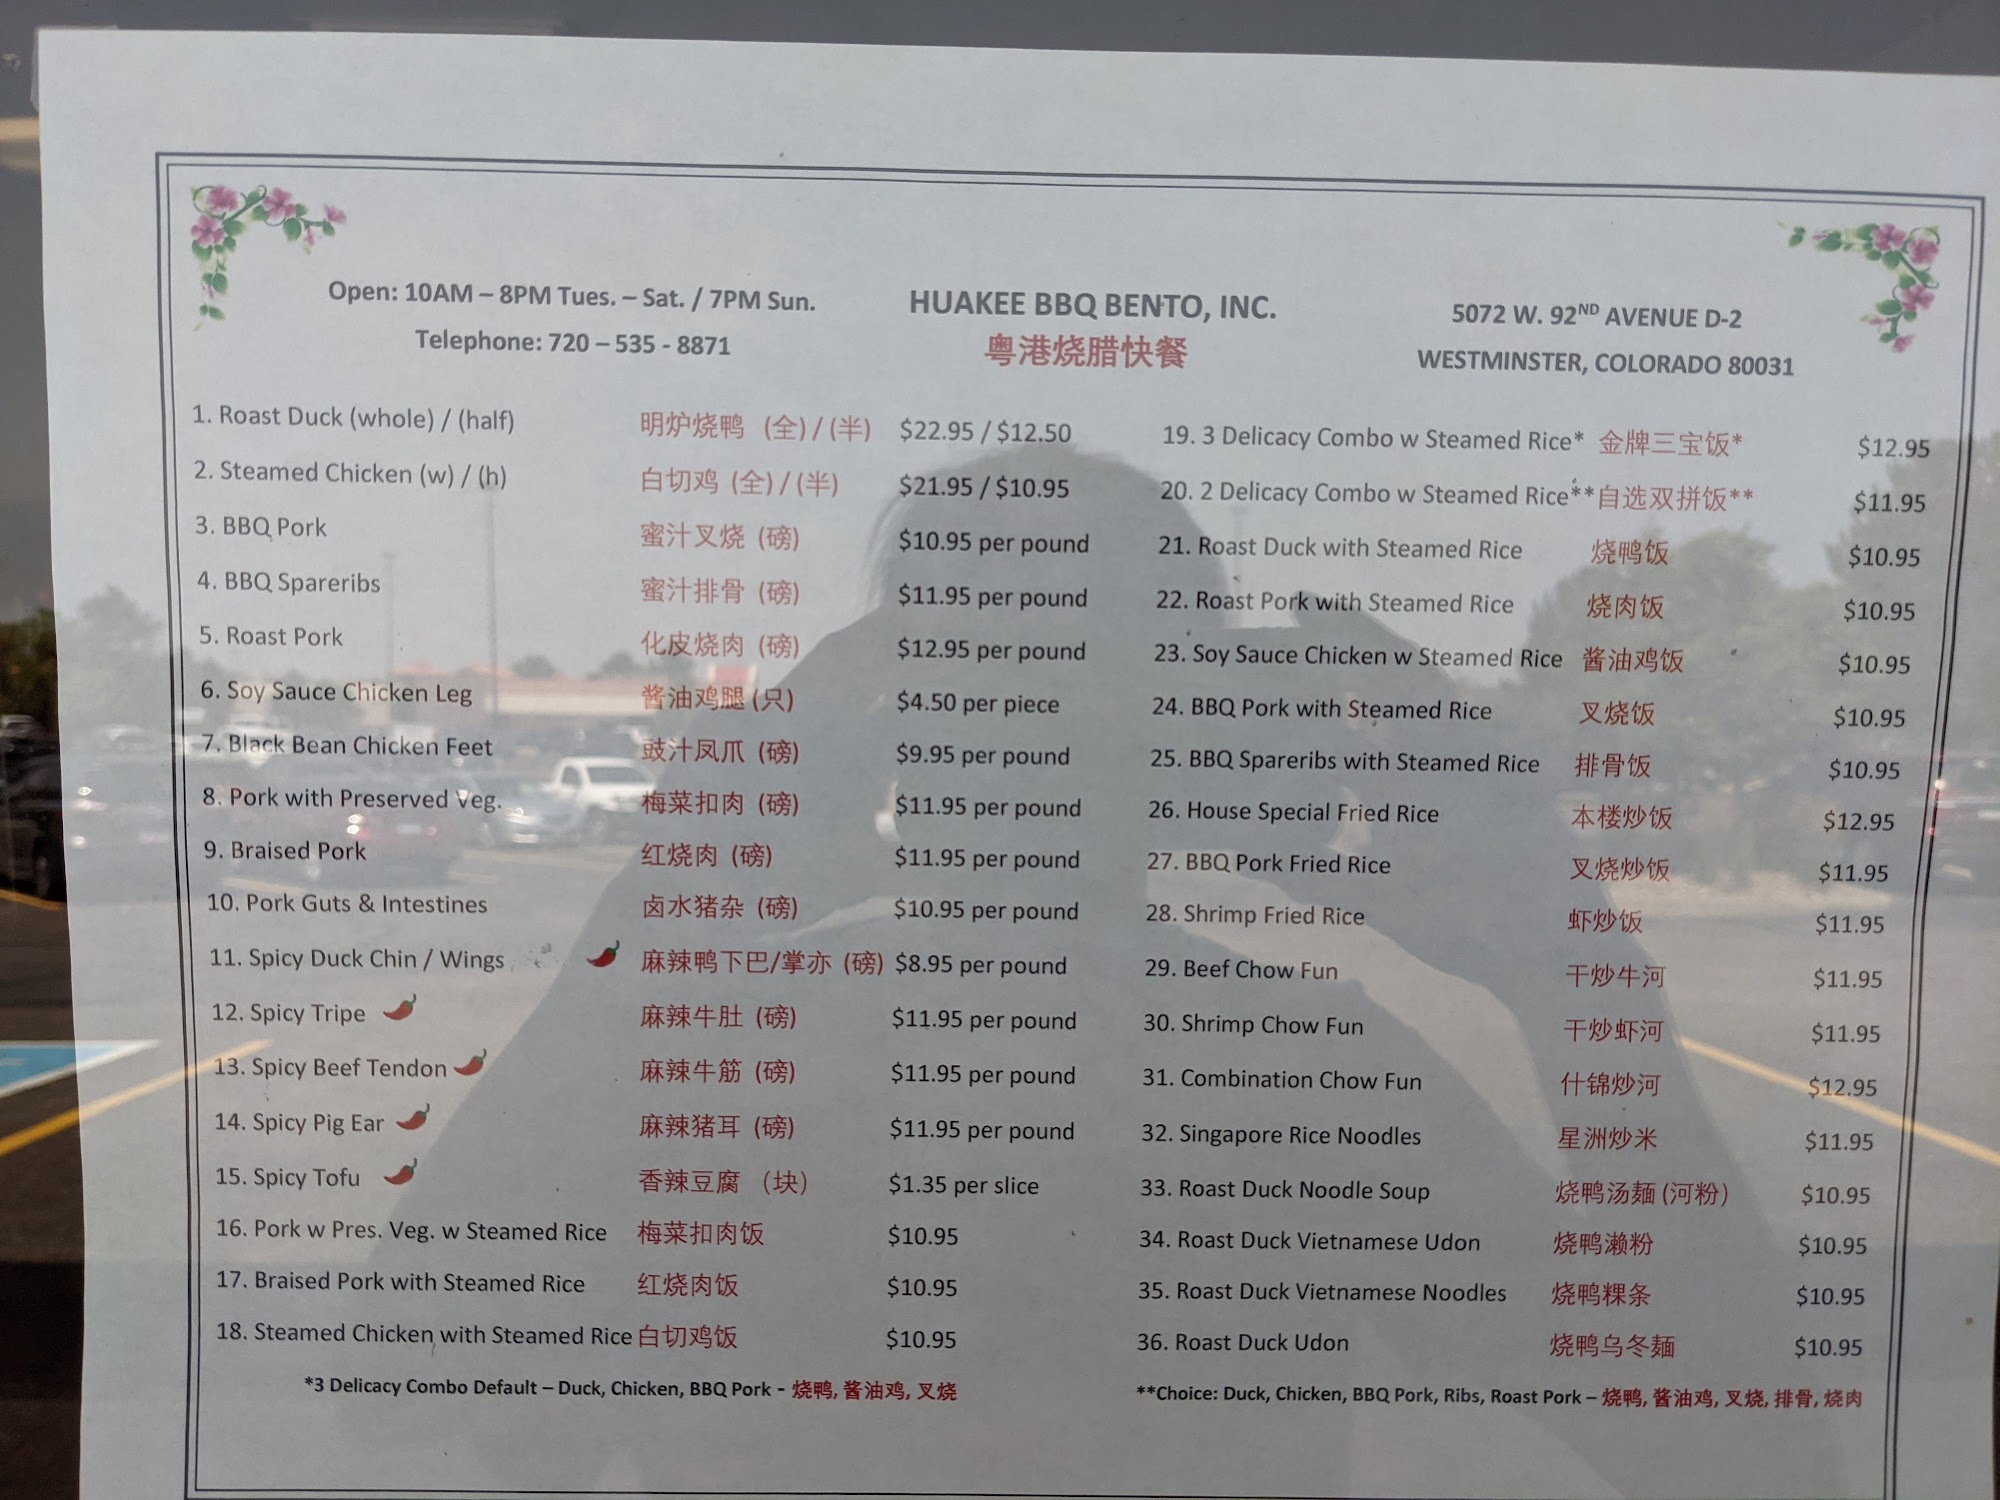 Open: 10AM – 8PM Tues. – Sat. / 7PM Sun.
Telephone: 720 – 535 - 8871
HUAKEE BBQ BENTO, INC.
粤港烧腊快餐
5072 W. 92ND AVENUE D-2
WESTMINSTER, COLORADO 80031
1. Roast Duck (whole) / (half) 明炉烧鸭 (全) / (半) $22.95 / $12.50
2. Steamed Chicken (w) / (h) 白切鸡 (全) / (半) $21.95 / $10.95
3. BBQ Pork 蜜汁叉烧 (磅) $10.95 per pound
4. BBQ Spareribs 蜜汁排骨 (磅) $11.95 per pound
5. Roast Pork 化皮烧肉 (磅) $12.95 per pound
6. Soy Sauce Chicken Leg 酱油鸡腿 (只) $4.50 per piece
7. Black Bean Chicken Feet 豉汁凤爪 (磅) $9.95 per pound
8. Pork with Preserved Veg. 梅菜扣肉 (磅) $11.95 per pound
9. Braised Pork 红烧肉 (磅) $11.95 per pound
10. Pork Guts & Intestines 卤水猪杂 (磅) $10.95 per pound
11. Spicy Duck Chin / Wings 麻辣鸭下巴/掌亦 (磅) $8.95 per pound
12. Spicy Tripe 麻辣牛肚 (磅) $11.95 per pound
13. Spicy Beef Tendon 麻辣牛筋 (磅) $11.95 per pound
14. Spicy Pig Ear 麻辣猪耳 (磅) $11.95 per pound
15. Spicy Tofu 香辣豆腐 （块） $1.35 per slice
16. Pork w Pres. Veg. w Steamed Rice 梅菜扣肉饭 $10.95
17. Braised Pork with Steamed Rice 红烧肉饭 $10.95
18. Steamed Chicken with Steamed Rice 白切鸡饭 $10.95
*3 Delicacy Combo Default – Duck, Chicken, BBQ Pork - 烧鸭, 酱油鸡, 叉烧
19. 3 Delicacy Combo w Steamed Rice* 金牌三宝饭* $12.95
20. 2 Delicacy Combo w Steamed Rice** 自选双拼饭** $11.95
21. Roast Duck with Steamed Rice 烧鸭饭 $10.95
22. Roast Pork with Steamed Rice 烧肉饭 $10.95
23. Soy Sauce Chicken w Steamed Rice 酱油鸡饭 $10.95
24. BBQ Pork with Steamed Rice 叉烧饭 $10.95
25. BBQ Spareribs with Steamed Rice 排骨饭 $10.95
26. House Special Fried Rice 本楼炒饭 $12.95
27. BBQ Pork Fried Rice 叉烧炒饭 $11.95
28. Shrimp Fried Rice 虾炒饭 $11.95
29. Beef Chow Fun 干炒牛河 $11.95
30. Shrimp Chow Fun 干炒虾河 $11.95
31. Combination Chow Fun 什锦炒河 $12.95
32. Singapore Rice Noodles 星洲炒米 $11.95
33. Roast Duck Noodle Soup 烧鸭汤麺 (河粉） $10.95
34. Roast Duck Vietnamese Udon 烧鸭濑粉 $10.95
35. Roast Duck Vietnamese Noodles 烧鸭粿条 $10.95
36. Roast Duck Udon 烧鸭乌冬麺 $10.95
**Choice: Duck, Chicken, BBQ Pork, Ribs, Roast Pork – 烧鸭, 酱油鸡, 叉烧, 排骨, 烧肉